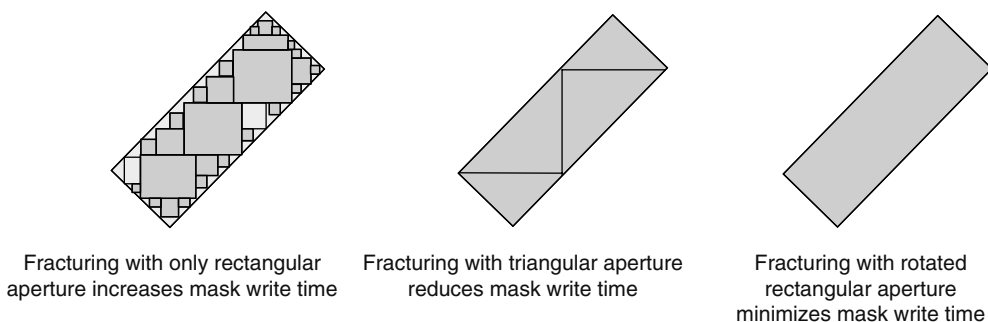 Fracturing with only rectangular
aperture increases mask write time
Fracturing with triangular aperture
reduces mask write time
Fracturing with rotated
rectangular aperture
minimizes mask write time